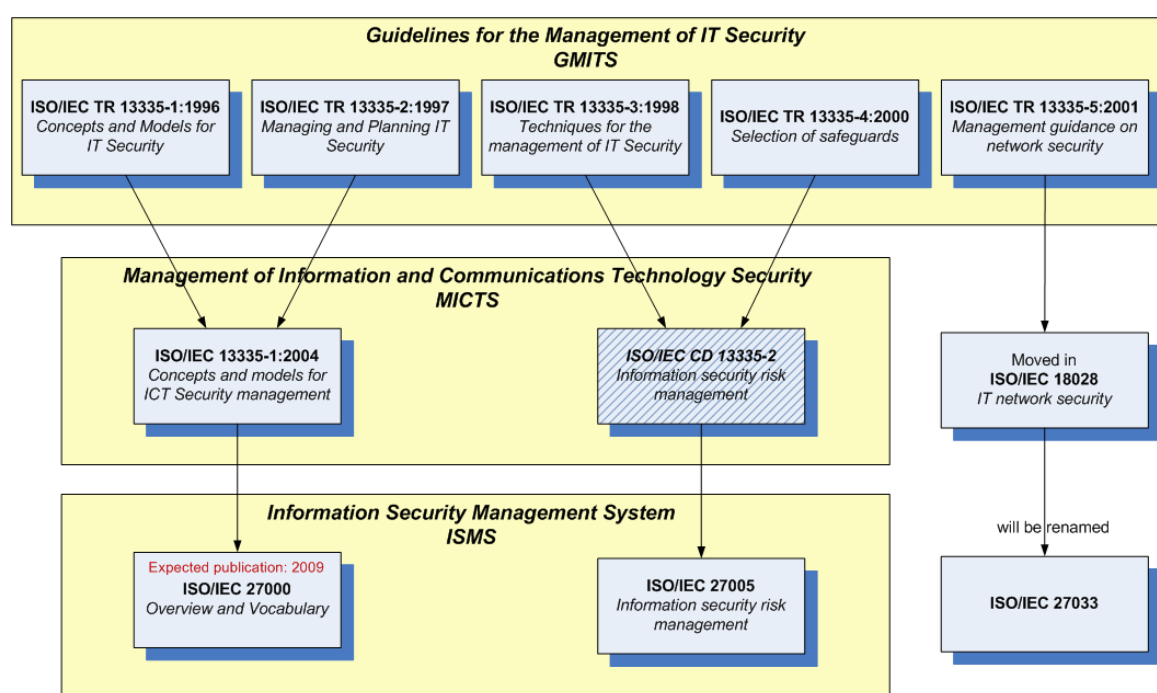 Guidelines for the Management of IT Security
GMITS
ISO/IEC TR 13335-1:1996
Concepts and Models for
IT Security
ISO/IEC TR 13335-2:1997
Managing and Planning IT
Security
ISO/IEC TR 13335-3:1998
Techniques for the
management of IT Security
ISO/IEC TR 13335-4:2000
Selection of safeguards
ISO/IEC TR 13335-5:2001
Management guidance on
network security
Management of Information and Communications Technology Security
MICTS
ISO/IEC 13335-1:2004
Concepts and models for
ICT Security management
ISO/IEC CD 13335-2
Information security risk
management
Moved in
ISO/IEC 18028
IT network security
Information Security Management System
ISMS
will be renamed
Expected publication: 2009
ISO/IEC 27000
Overview and Vocabulary
ISO/IEC 27005
Information security risk
management
ISO/IEC 27033